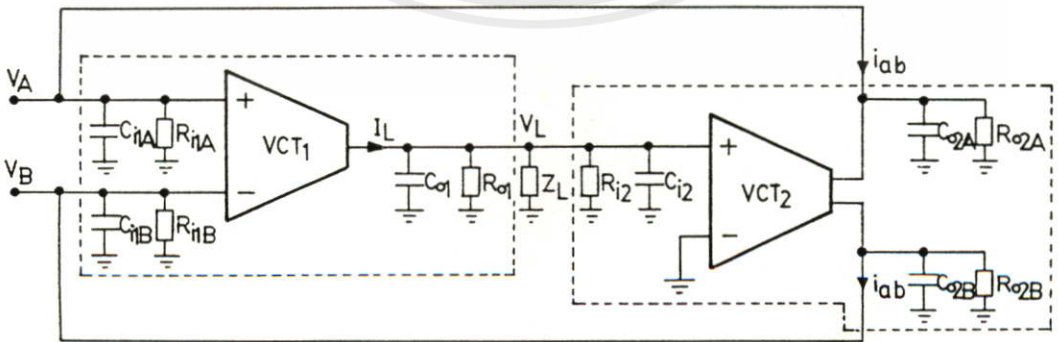 V_A
C_i1A
R_i1A
+
VCT_1
I_L
V_L
C_o1
R_o1
Z_L
R_i2
C_i2
+
VCT_2
−
i_ab
C_o2A
R_o2A
V_B
C_i1B
R_i1B
−
i_ab
C_o2B
R_o2B